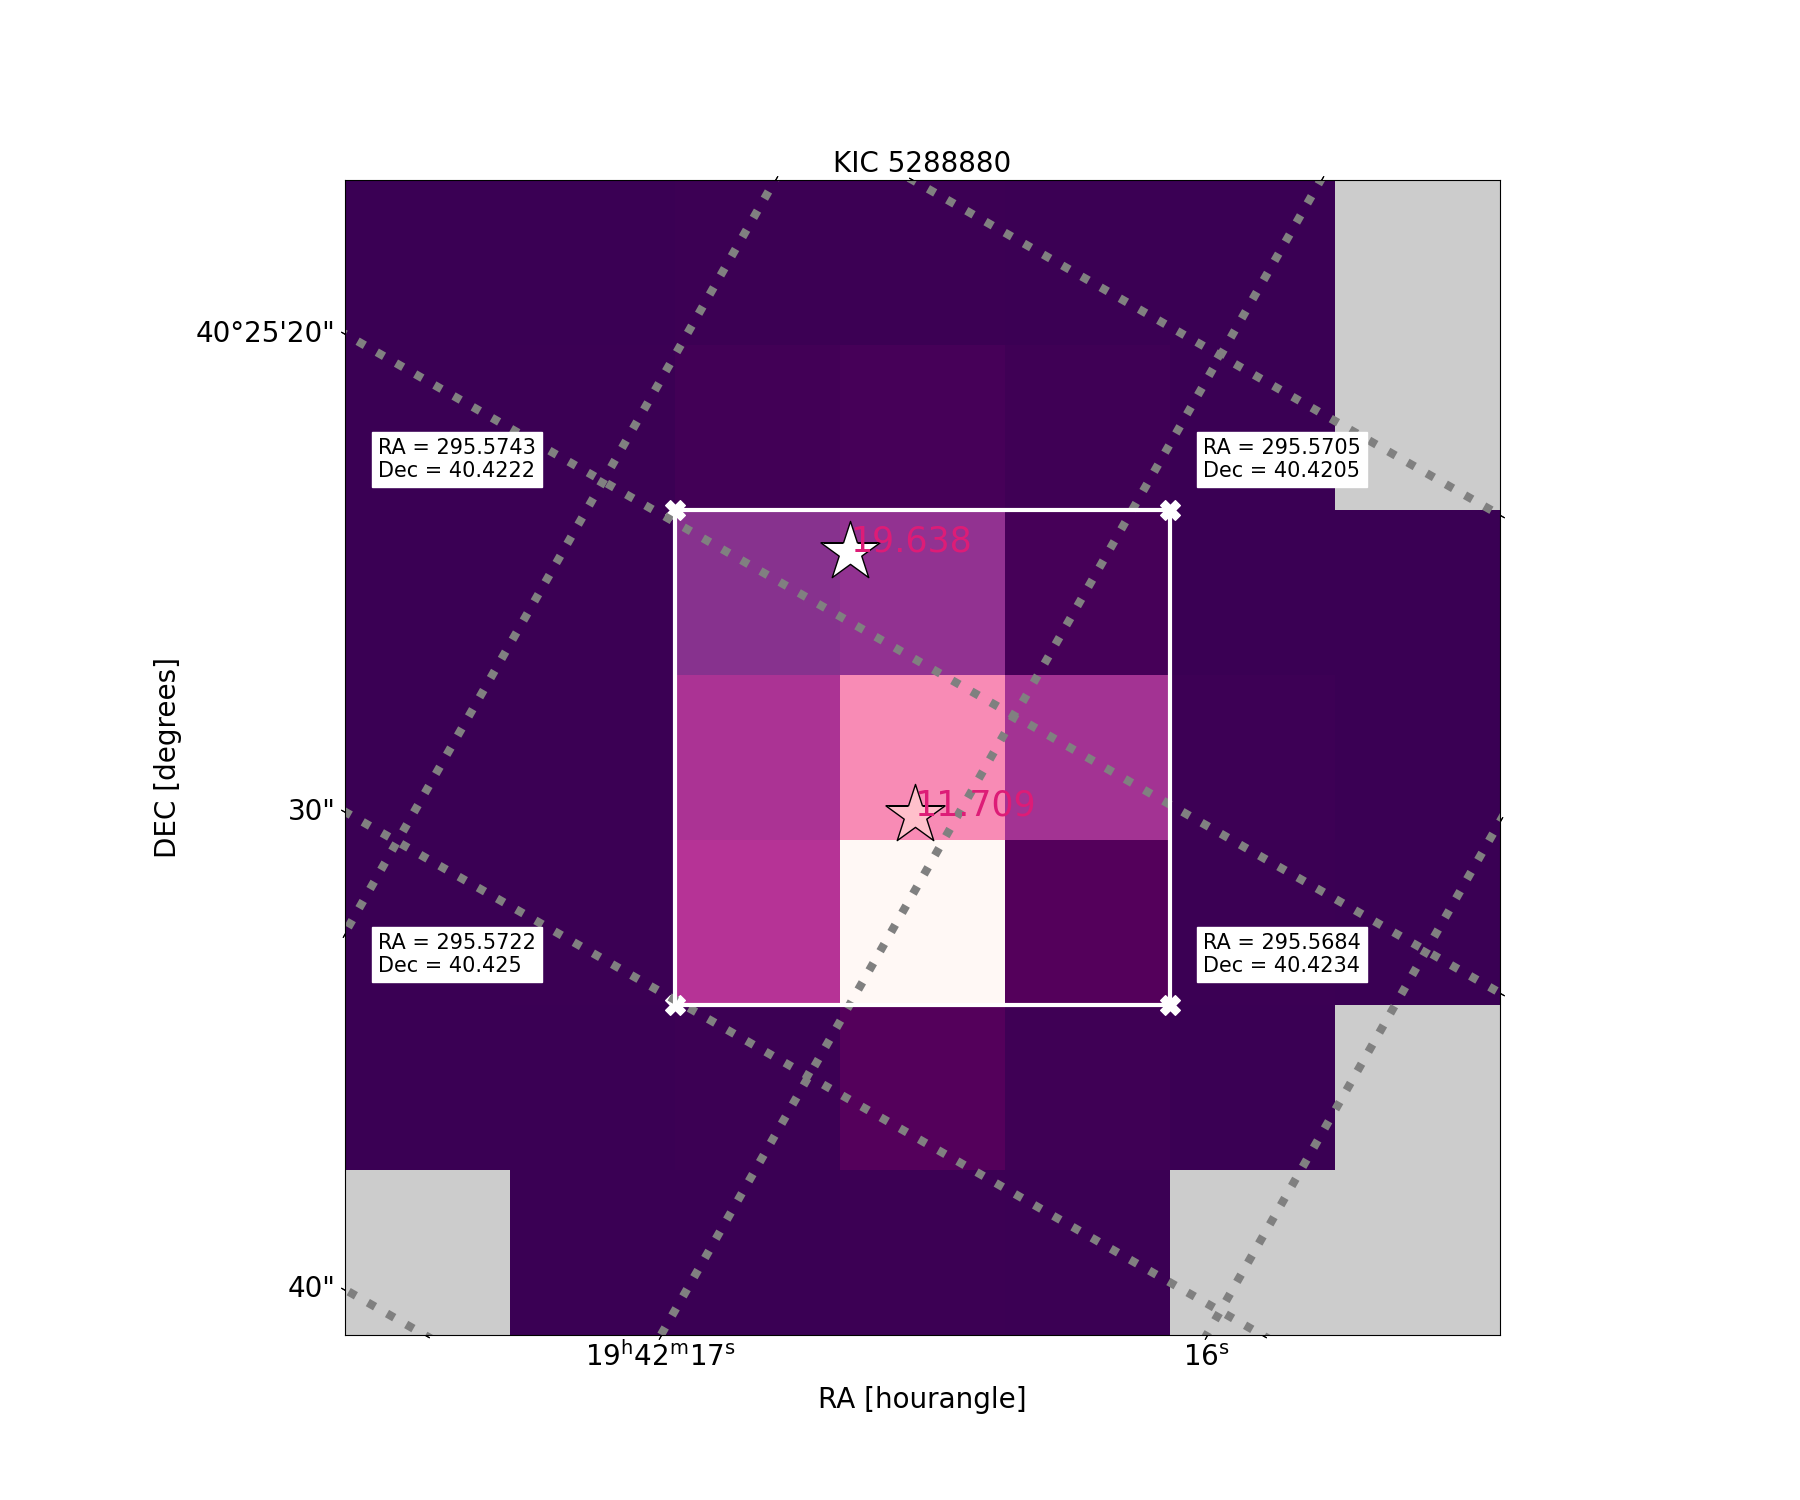 KIC 5288880
40°25'20"
RA = 295.5743
Dec = 40.4222
RA = 295.5705
Dec = 40.4205
19.638
30"
11.709
DEC [degrees]
RA = 295.5722
Dec = 40.425
RA = 295.5684
Dec = 40.4234
40"
19ʰ42ᵐ17ˢ
16ˢ
RA [hourangle]